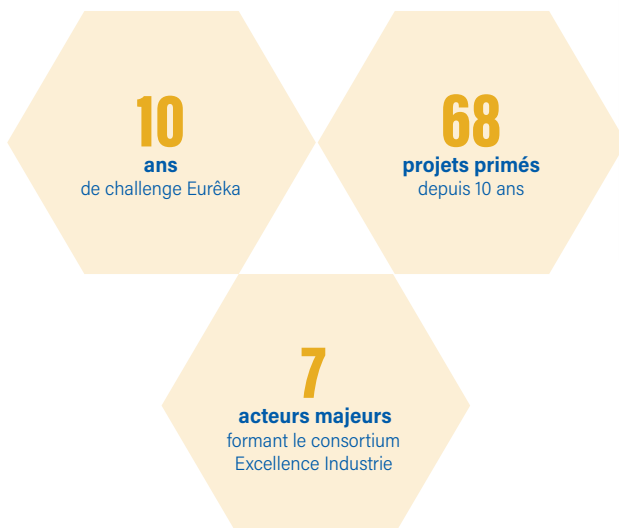 10
ans
de challenge Eurêka
68
projets primés
depuis 10 ans
7
acteurs majeurs
formant le consortium
Excellence Industrie